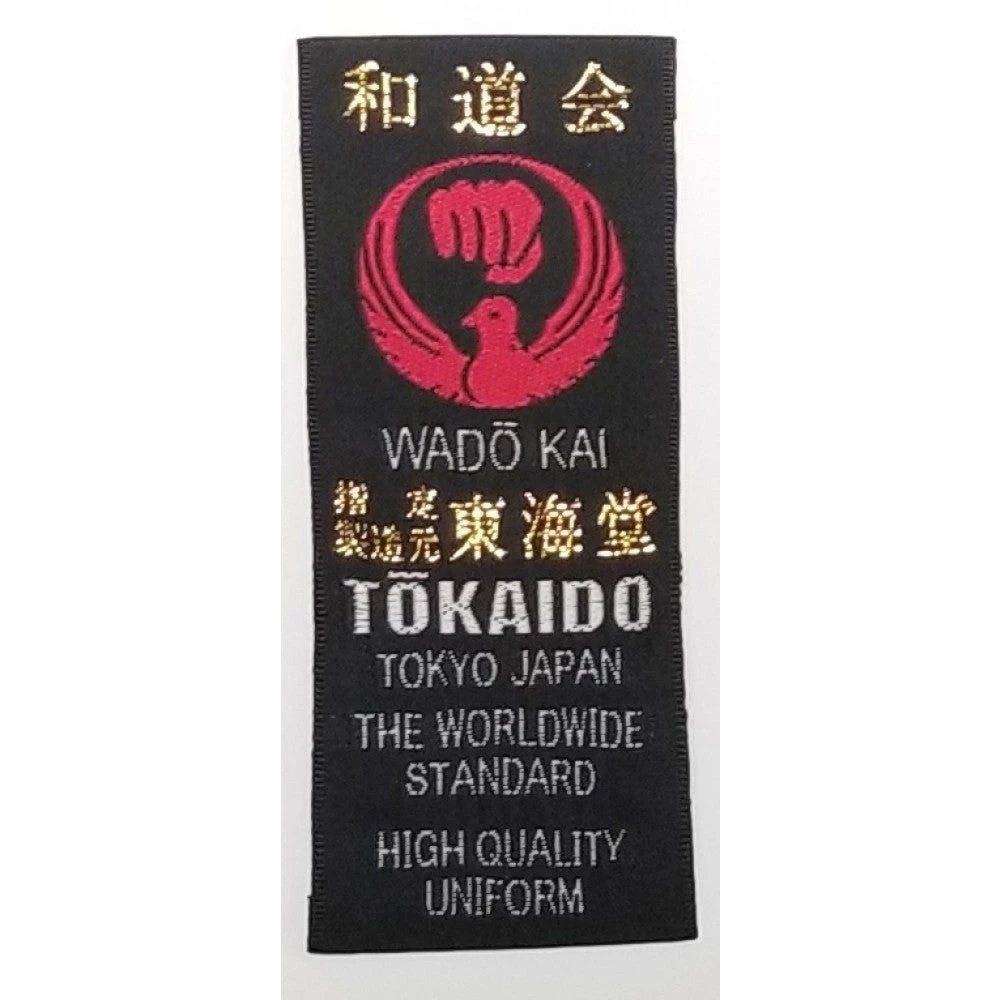 和道会
WADŌ KAI
指定
製造元 東海堂
TŌKAIDO
TOKYO JAPAN
THE WORLDWIDE
STANDARD
HIGH QUALITY
UNIFORM